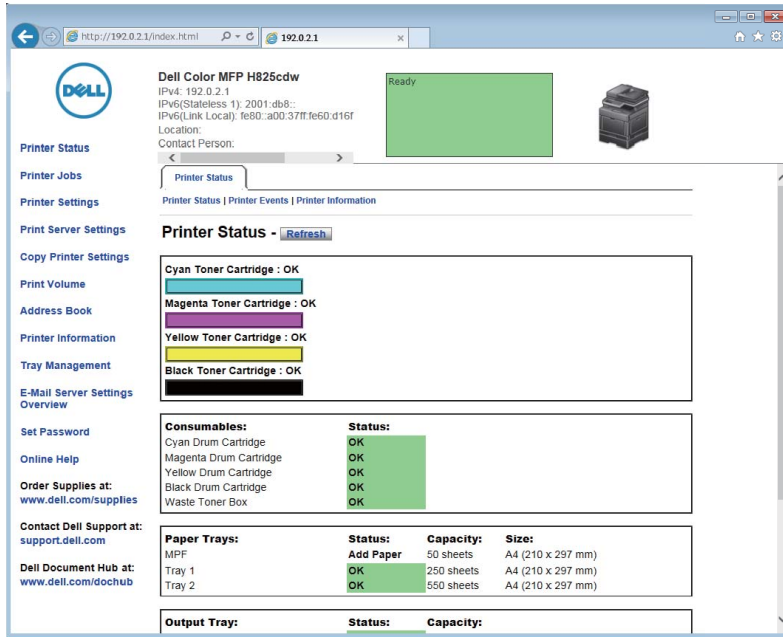 http://192.0.2.1/index.html
192.0.2.1
DELL
Dell Color MFP H825cdw
IPv4: 192.0.2.1
IPv6(Stateless 1): 2001:db8::
IPv6(Link Local): fe80::a00:37ff:fe60:d16f
Location:
Contact Person:
Ready
Printer Status
Printer Jobs
Printer Settings
Print Server Settings
Copy Printer Settings
Print Volume
Address Book
Printer Information
Tray Management
E-Mail Server Settings
Overview
Set Password
Online Help
Order Supplies at:
www.dell.com/supplies
Contact Dell Support at:
support.dell.com
Dell Document Hub at:
www.dell.com/dochub
Printer Status
Printer Status | Printer Events | Printer Information
Printer Status - Refresh
Cyan Toner Cartridge : OK
Magenta Toner Cartridge : OK
Yellow Toner Cartridge : OK
Black Toner Cartridge : OK
Consumables: Status:
Cyan Drum Cartridge OK
Magenta Drum Cartridge OK
Yellow Drum Cartridge OK
Black Drum Cartridge OK
Waste Toner Box OK
Paper Trays: Status: Capacity: Size:
MPF Add Paper 50 sheets A4 (210 x 297 mm)
Tray 1 OK 250 sheets A4 (210 x 297 mm)
Tray 2 OK 550 sheets A4 (210 x 297 mm)
Output Tray: Status: Capacity: